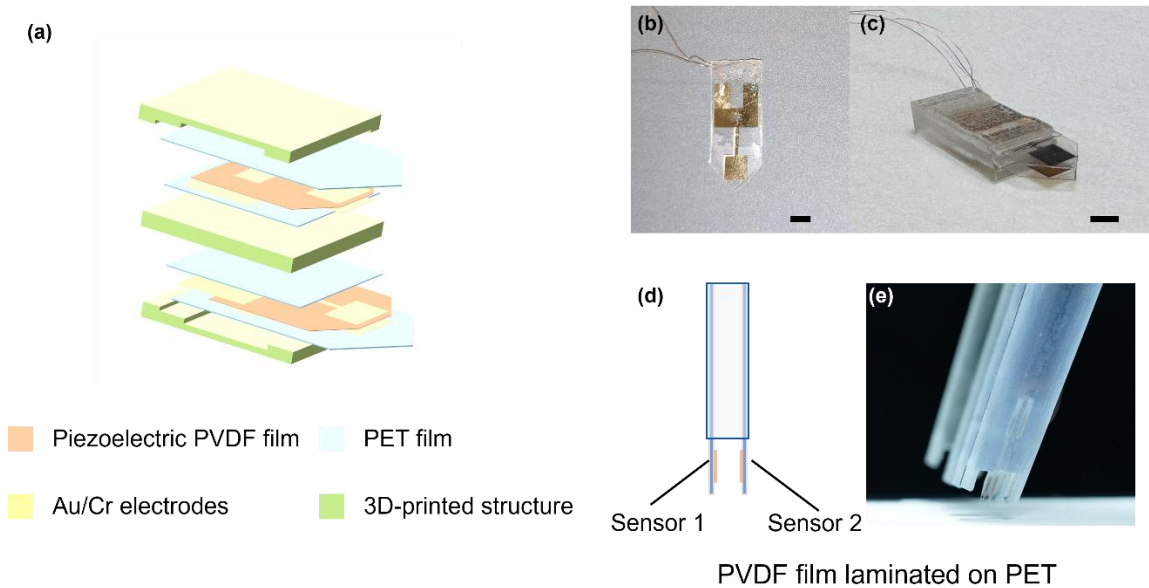 (a)
(b)
(c)
Piezoelectric PVDF film
PET film
Au/Cr electrodes
3D-printed structure
(d)
(e)
Sensor 1
Sensor 2
PVDF film laminated on PET